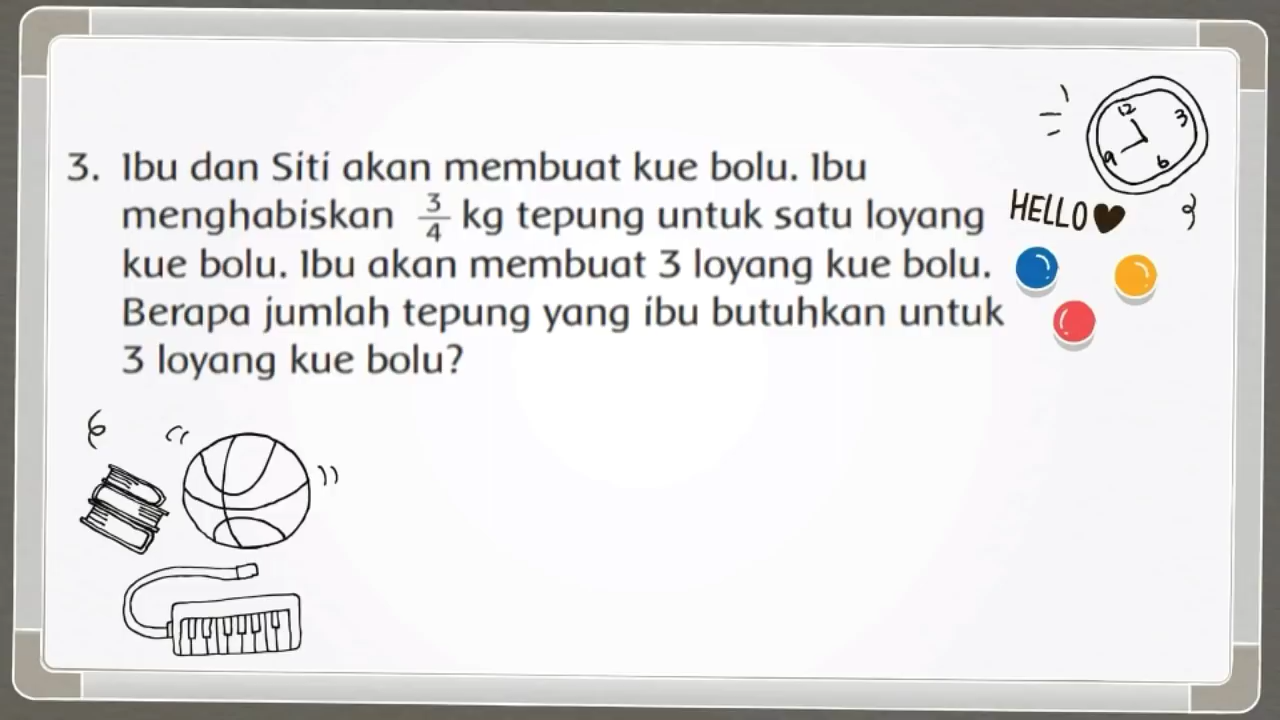 3. Ibu dan Siti akan membuat kue bolu. Ibu
menghabiskan 3/4 kg tepung untuk satu loyang
kue bolu. Ibu akan membuat 3 loyang kue bolu.
Berapa jumlah tepung yang ibu butuhkan untuk
3 loyang kue bolu?
12
3
9
6
HELLO